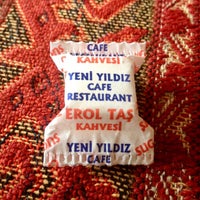 CAFE
KAHVESİ
YENİ YILDIZ
CAFE
RESTAURANT
EROL TAŞ
KAHVESİ
YENİ YILDIZ
CAFE